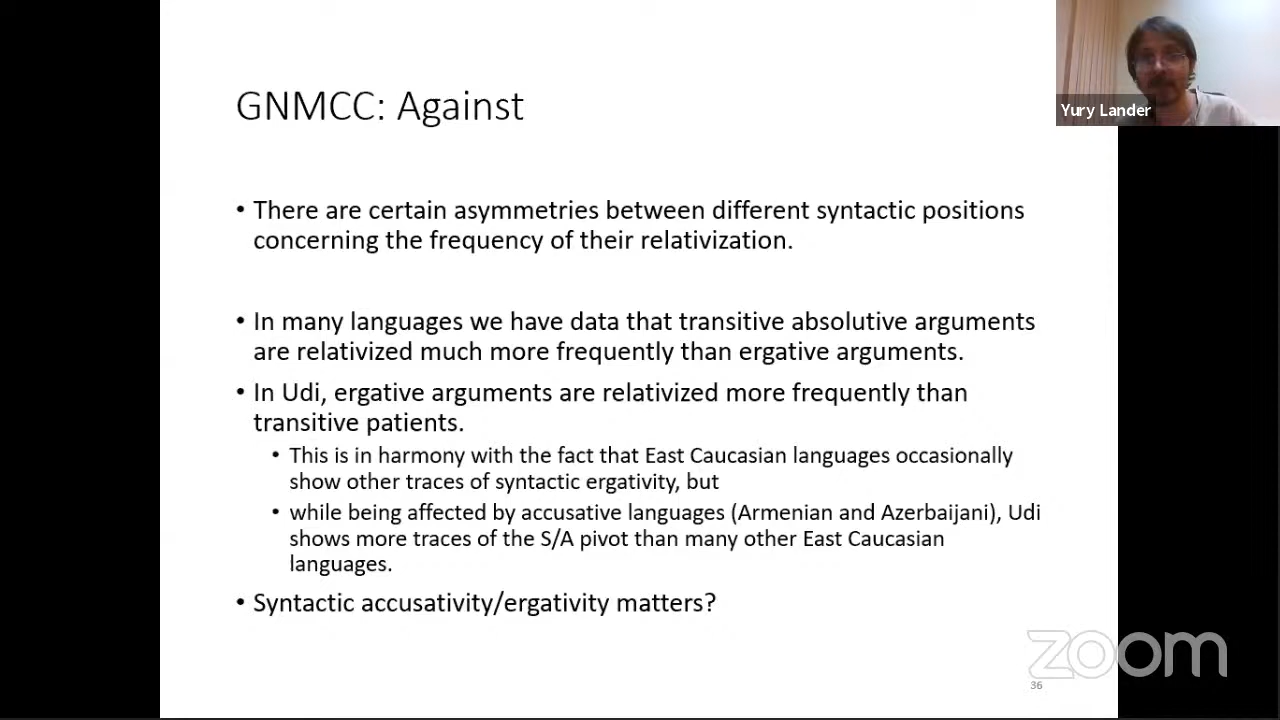 GNMCC: Against
Yury Lander
• There are certain asymmetries between different syntactic positions
concerning the frequency of their relativization.
• In many languages we have data that transitive absolutive arguments
are relativized much more frequently than ergative arguments.
• In Udi, ergative arguments are relativized more frequently than
transitive patients.
• This is in harmony with the fact that East Caucasian languages occasionally
show other traces of syntactic ergativity, but
• while being affected by accusative languages (Armenian and Azerbaijani), Udi
shows more traces of the S/A pivot than many other East Caucasian
languages.
• Syntactic accusativity/ergativity matters?
zoom
36